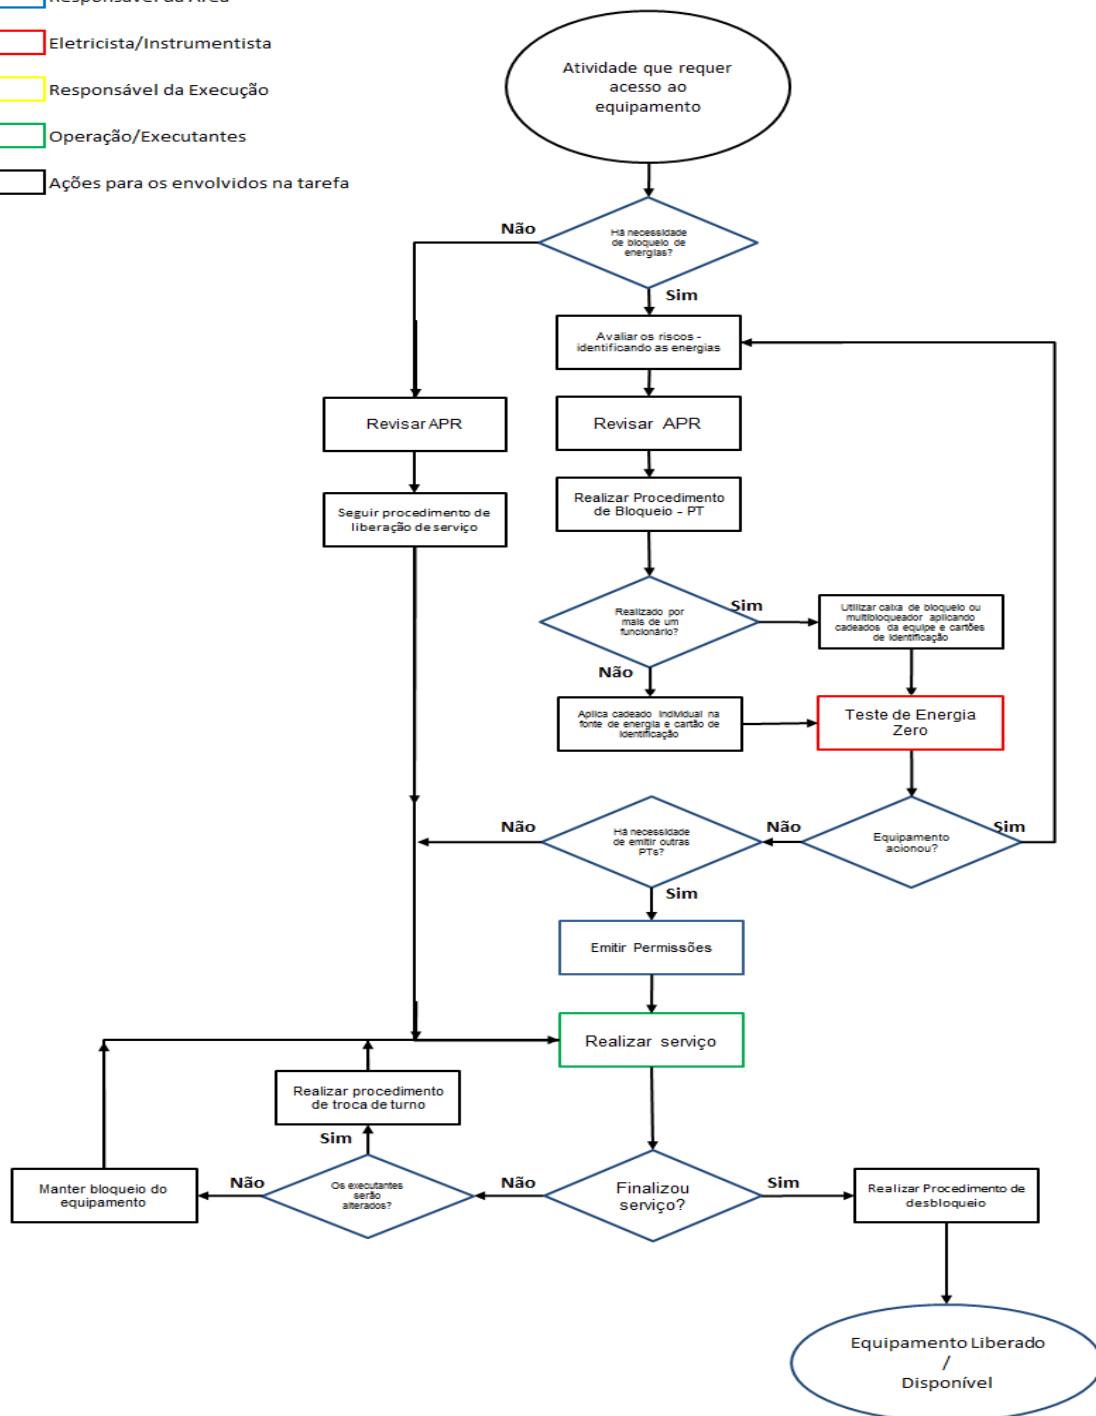 Responsável da Área
Eletricista/Instrumentista
Responsável da Execução
Operação/Executantes
Ações para os envolvidos na tarefa
Atividade que requer
acesso ao
equipamento
Não
Há necessidade
de bloqueio de
energias?
Sim
Avaliar os riscos -
identificando as energias
Revisar APR
Revisar APR
Seguir procedimento de
liberação de serviço
Realizar Procedimento
de Bloqueio - PT
Realizado por
mais de um
funcionário?
Sim
Utilizar caixa de bloqueio ou
multibloqueador aplicando
cadeados da equipe e cartões
de identificação
Não
Aplica cadeado individual na
fonte de energia e cartão de
identificação
Teste de Energia
Zero
Não
Há necessidade
de emitir outras
PTs?
Não
Equipamento
acionou?
Sim
Sim
Emitir Permissões
Realizar serviço
Realizar procedimento
de troca de turno
Sim
Manter bloqueio do
equipamento
Não
Os executantes
serão
alterados?
Não
Finalizou
serviço?
Sim
Realizar Procedimento de
desbloqueio
Equipamento Liberado
/
Disponível